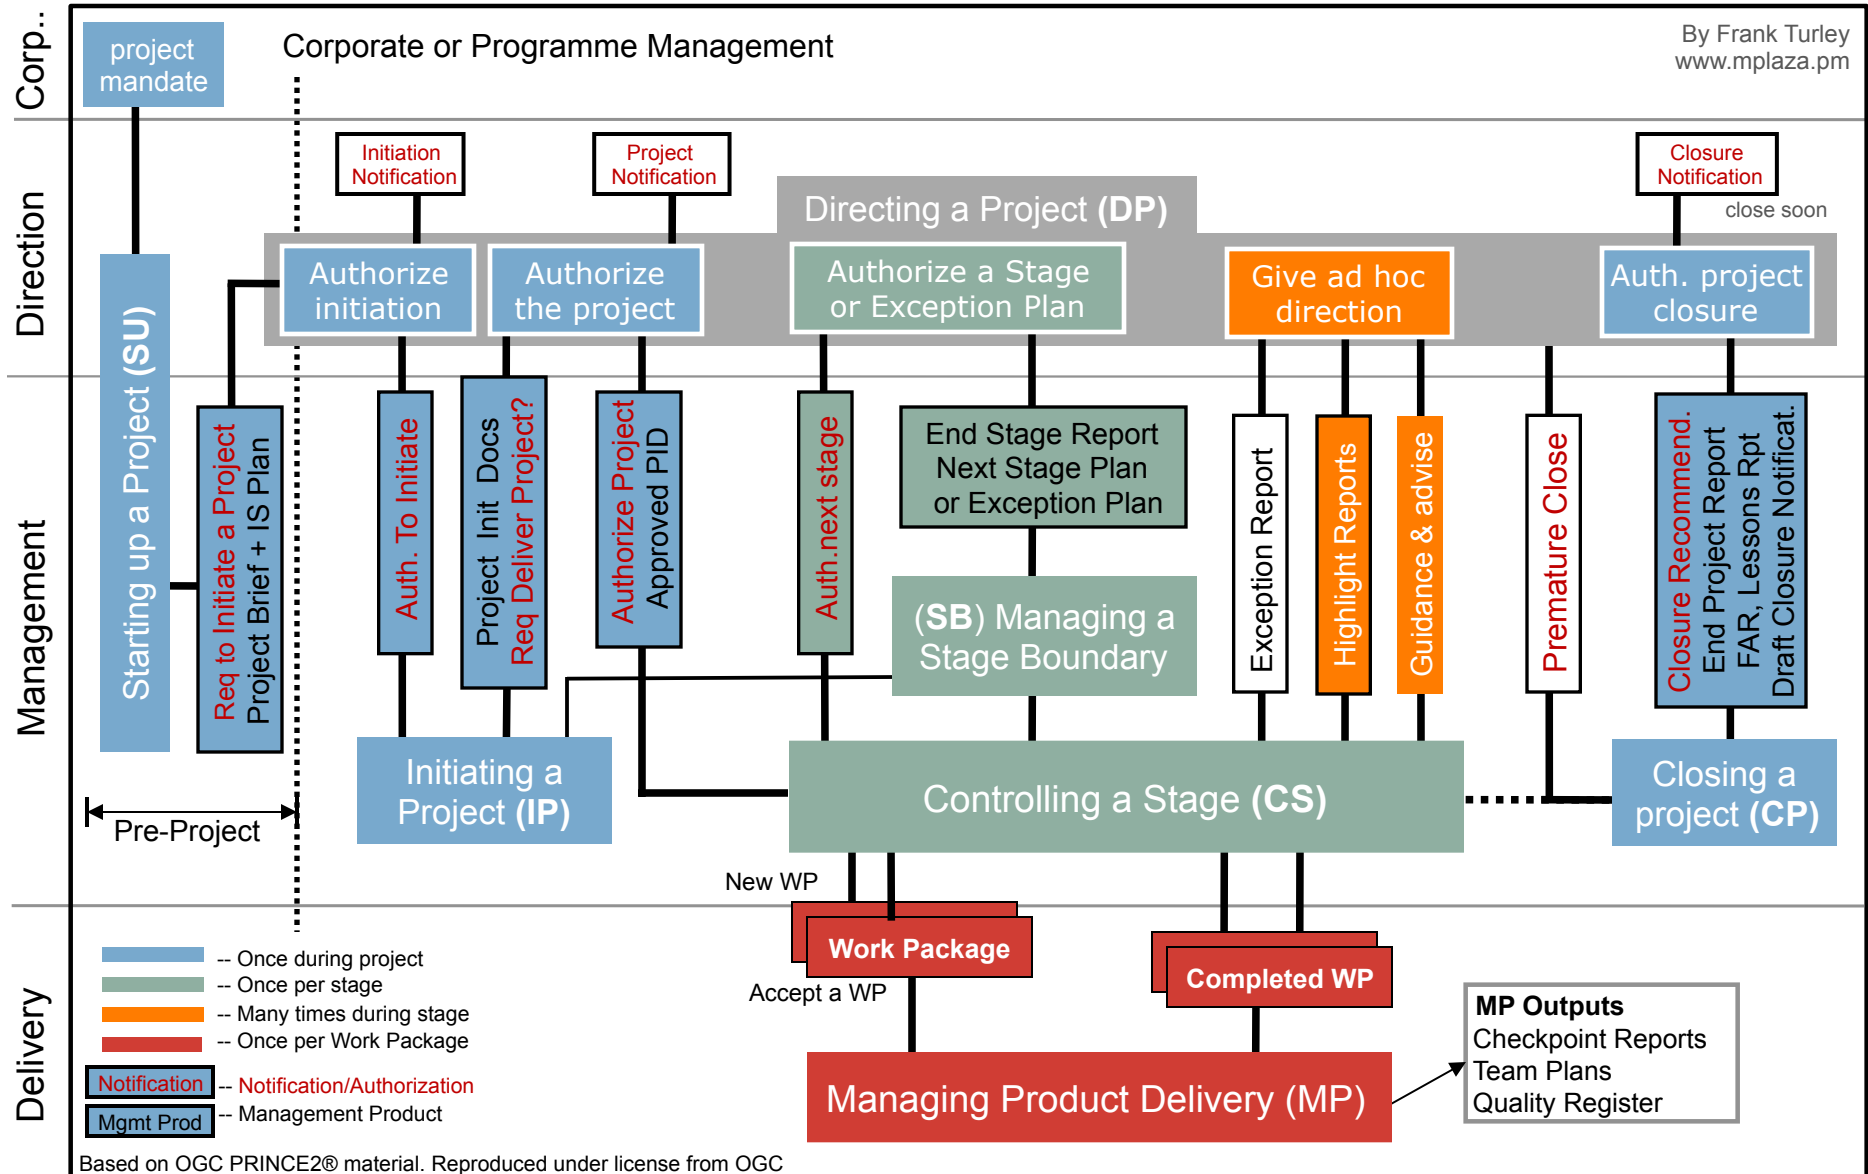 Corp..
project
mandate
Corporate or Programme Management
By Frank Turley
www.mplaza.pm
Direction
Initiation
Notification
Project
Notification
Closure
Notification
close soon
Directing a Project (DP)
Authorize
initiation
Authorize
the project
Authorize a Stage
or Exception Plan
Give ad hoc
direction
Auth. project
closure
Management
Starting up a Project (SU)
Req to Initiate a Project
Project Brief + IS Plan
Auth. To Initiate
Project Init Docs
Req Deliver Project?
Authorize Project
Approved PID
Auth.next stage
End Stage Report
Next Stage Plan
or Exception Plan
Exception Report
Highlight Reports
Guidance & advise
Premature Close
Closure Recommend.
End Project Report
FAR, Lessons Rpt
Draft Closure Notificat.
(SB) Managing a
Stage Boundary
Initiating a
Project (IP)
Controlling a Stage (CS)
Closing a
project (CP)
Pre-Project
New WP
Delivery
Work Package
Accept a WP
Completed WP
Managing Product Delivery (MP)
MP Outputs
Checkpoint Reports
Team Plans
Quality Register
-- Once during project
-- Once per stage
-- Many times during stage
-- Once per Work Package
Notification -- Notification/Authorization
Mgmt Prod -- Management Product
Based on OGC PRINCE2® material. Reproduced under license from OGC